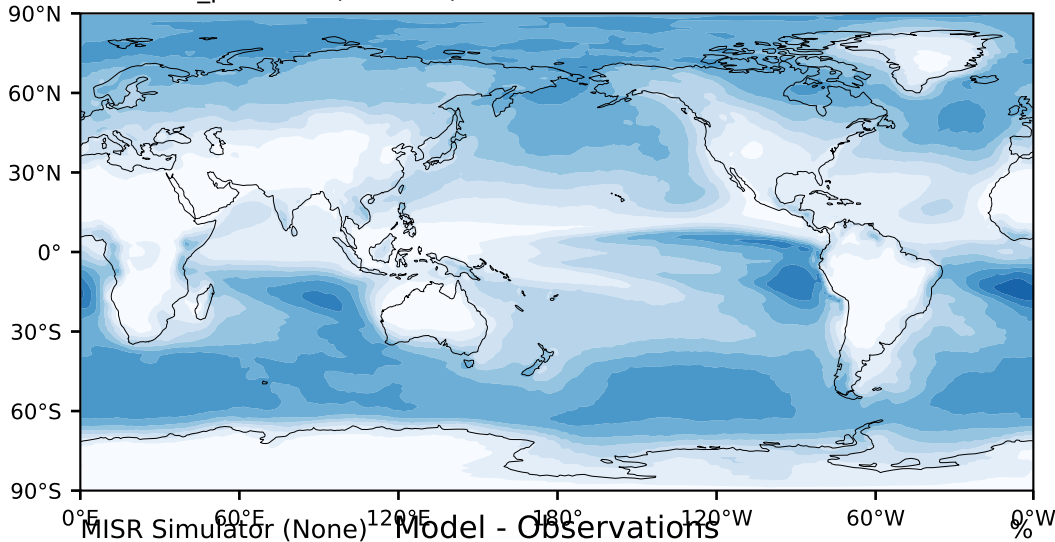 90°N
60°N
30°N
0°
30°S
60°S
90°S
0°E 60°E 120°E 180°W 120°W 60°W 0°W
MISR Simulator (None) Model - Observations %